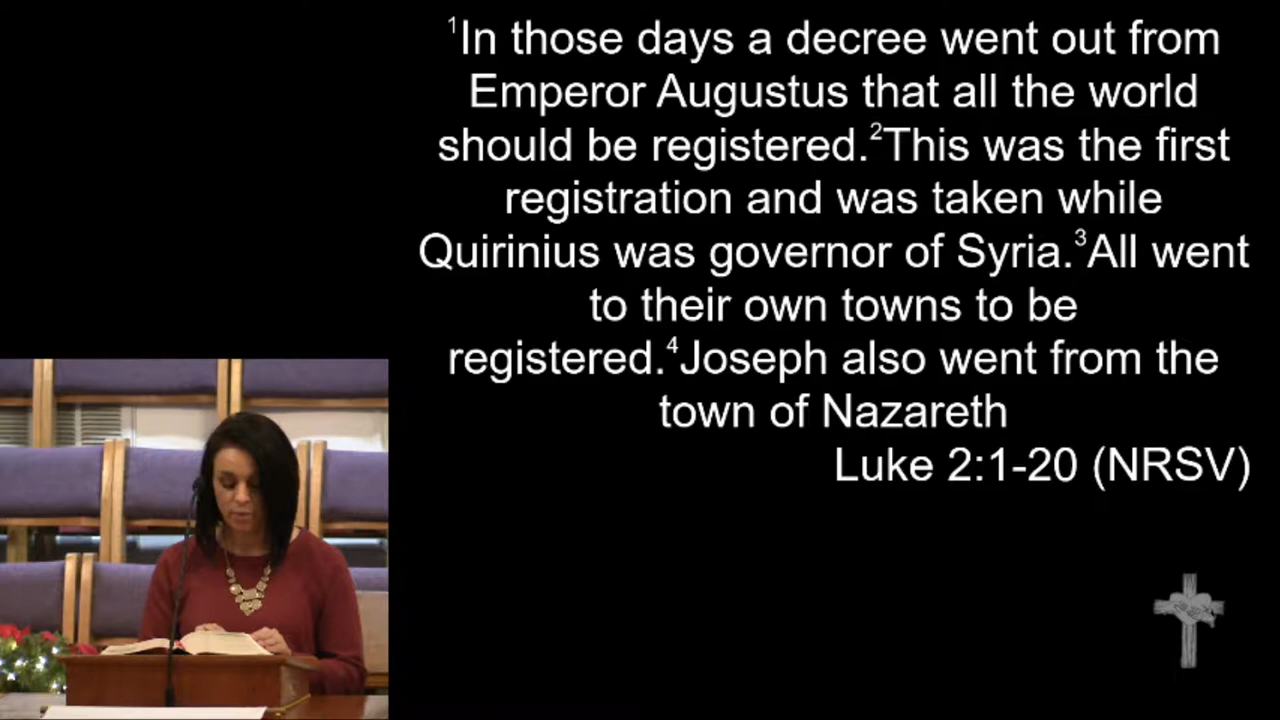 ¹In those days a decree went out from
Emperor Augustus that all the world
should be registered.²This was the first
registration and was taken while
Quirinius was governor of Syria.³All went
to their own towns to be
registered.⁴Joseph also went from the
town of Nazareth
Luke 2:1-20 (NRSV)